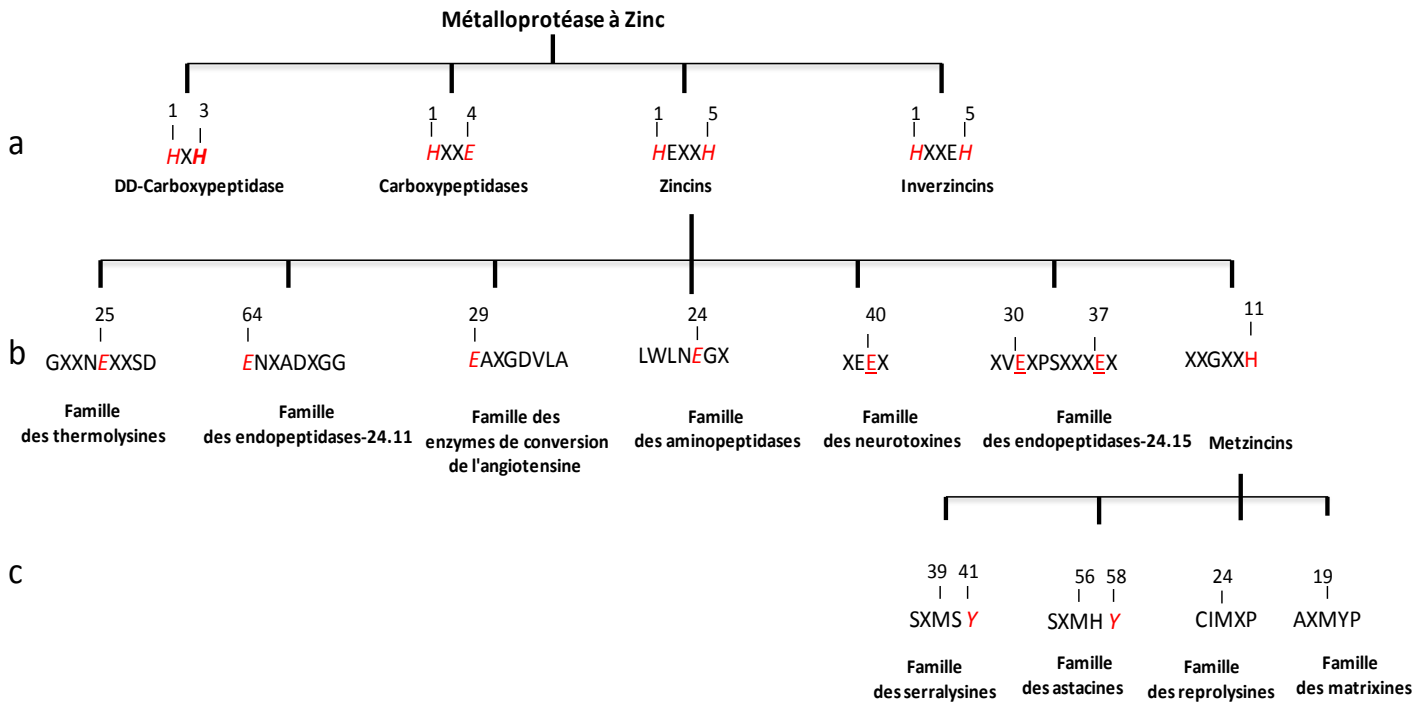 Métalloprotéase à Zinc
a
1 3
HXH
DD-Carboxypeptidase
1 4
HXXE
Carboxypeptidases
1 5
HEXXH
Zincins
1 5
HXXEH
Inverzincins
b
25
GXXNEXXSD
Famille
des thermolysines
64
ENXADXGG
Famille
des endopeptidases-24.11
29
EAXGDVLA
Famille des
enzymes de conversion
de l'angiotensine
24
LWLNEGX
Famille
des aminopeptidases
40
XEEX
Famille
des neurotoxines
30 37
XVEXPSXXXEX
Famille
des endopeptidases-24.15
11
XXGXXH
Metzincins
c
39 41
SXMS Y
Famille
des serralysines
56 58
SXMH Y
Famille
des astacines
24
CIMXP
Famille
des reprolysines
19
AXMYP
Famille
des matrixines